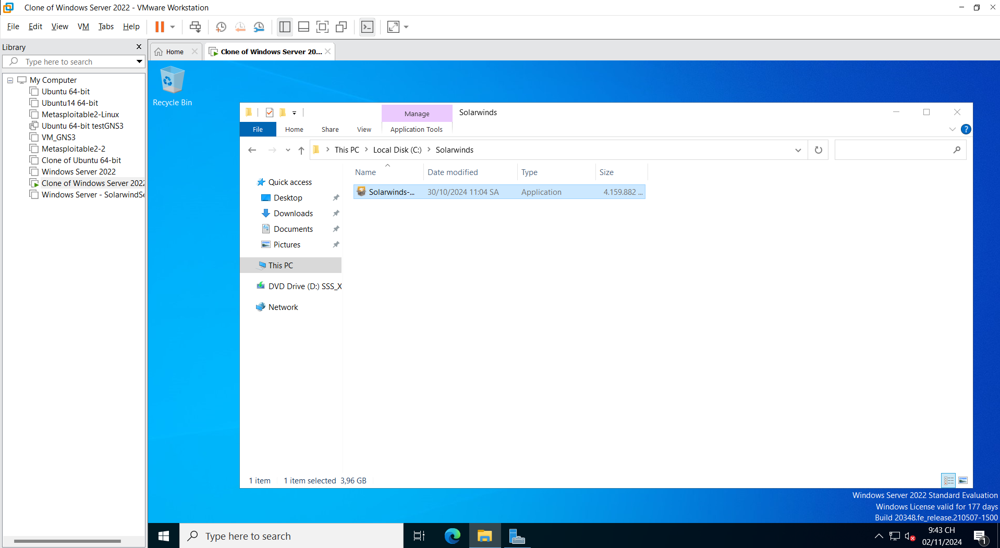 Clone of Windows Server 2022 - VMware Workstation
File Edit View VM Tabs Help
Library
Type here to search
My Computer
Ubuntu 64-bit
Ubuntu14 64-bit
Metasploitable2-Linux
Ubuntu 64-bit testGNS3
VM_GNS3
Metasploitable2-2
Clone of Ubuntu 64-bit
Windows Server 2022
Clone of Windows Server 2022
Windows Server - SolarwindSe
Home
Clone of Windows Server 20...
Recycle Bin
Manage
Solarwinds
File Home Share View Application Tools
This PC > Local Disk (C:) > Solarwinds
Name Date modified Type Size
Solarwinds-... 30/10/2024 11:04 SA Application 4.159.882 ...
Quick access
Desktop
Downloads
Documents
Pictures
This PC
DVD Drive (D:) SSS_X
Network
1 item 1 item selected 3,96 GB
Windows Server 2022 Standard Evaluation
Windows License valid for 177 days
Build 20348.fe_release.210507-1500
Type here to search
9:43 CH
02/11/2024
1